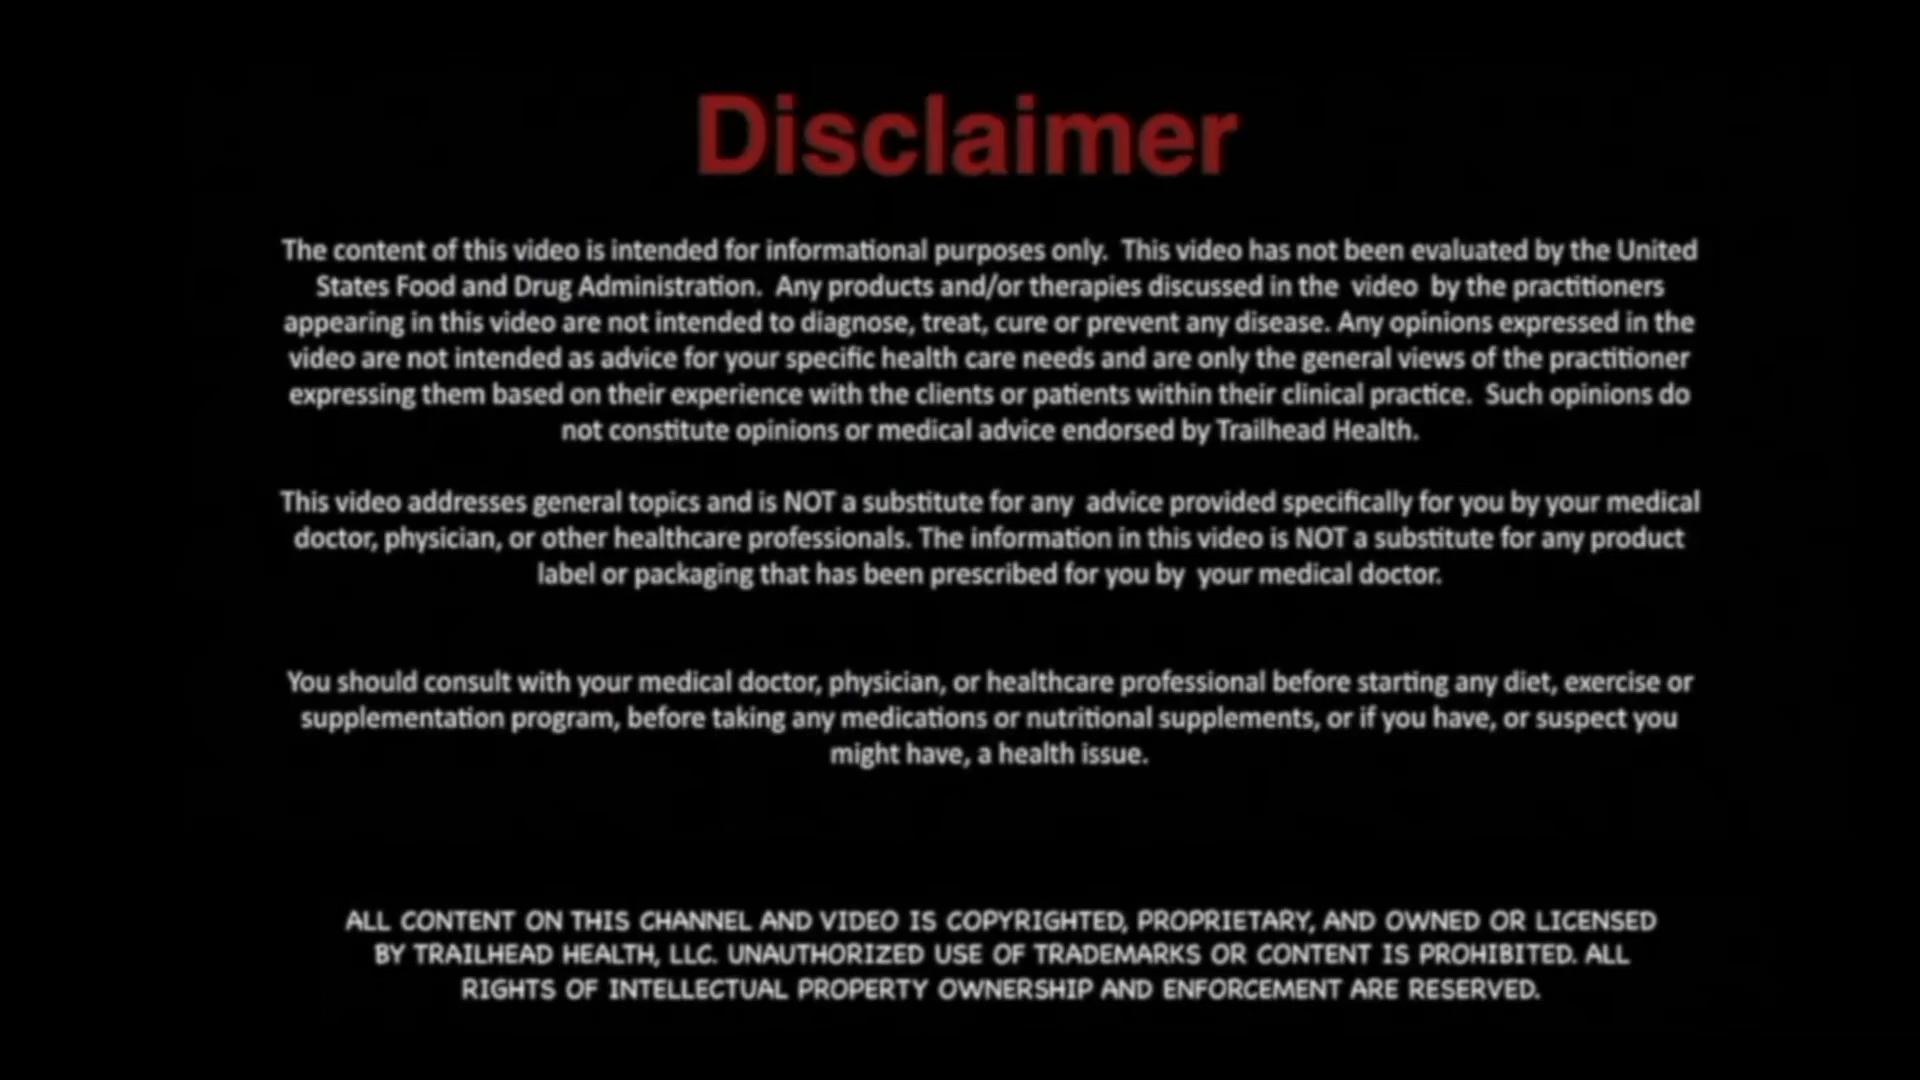 Disclaimer
The content of this video is intended for informational purposes only.  This video has not been evaluated by the United
States Food and Drug Administration.  Any products and/or therapies discussed in the  video  by the practitioners
appearing in this video are not intended to diagnose, treat, cure or prevent any disease. Any opinions expressed in the
video are not intended as advice for your specific health care needs and are only the general views of the practitioner
expressing them based on their experience with the clients or patients within their clinical practice.  Such opinions do
not constitute opinions or medical advice endorsed by Trailhead Health.
This video addresses general topics and is NOT a substitute for any  advice provided specifically for you by your medical
doctor, physician, or other healthcare professionals. The information in this video is NOT a substitute for any product
label or packaging that has been prescribed for you by  your medical doctor.
You should consult with your medical doctor, physician, or healthcare professional before starting any diet, exercise or
supplementation program, before taking any medications or nutritional supplements, or if you have, or suspect you
might have, a health issue.
ALL CONTENT ON THIS CHANNEL AND VIDEO IS COPYRIGHTED, PROPRIETARY, AND OWNED OR LICENSED
BY TRAILHEAD HEALTH, LLC. UNAUTHORIZED USE OF TRADEMARKS OR CONTENT IS PROHIBITED. ALL
RIGHTS OF INTELLECTUAL PROPERTY OWNERSHIP AND ENFORCEMENT ARE RESERVED.